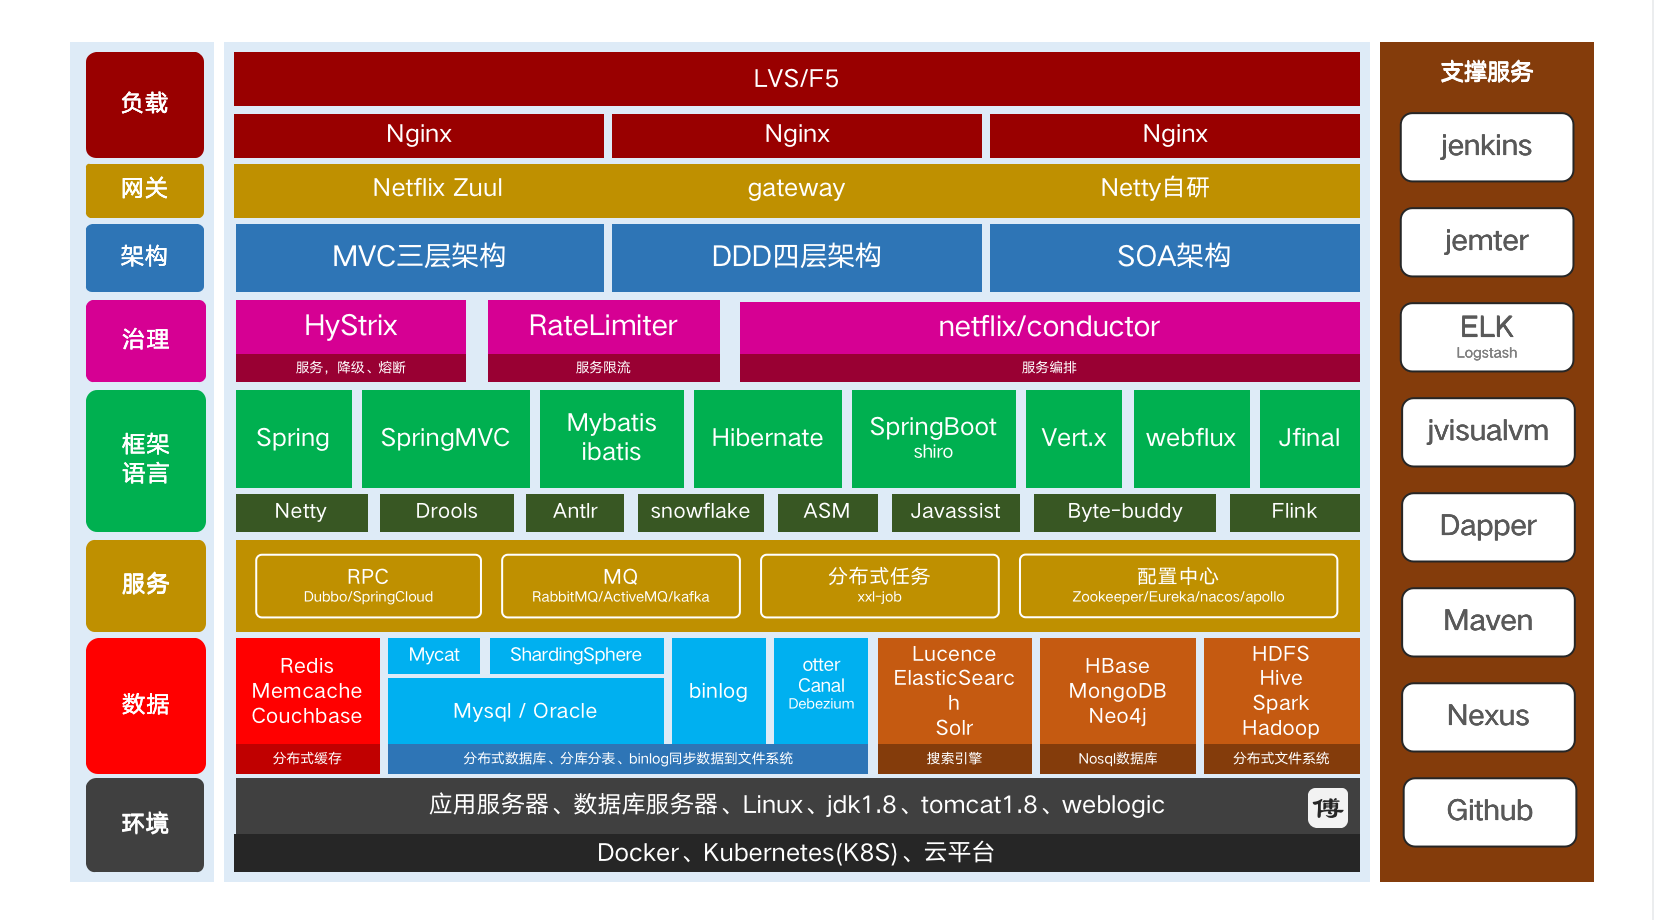 负载
LVS/F5
Nginx
Nginx
Nginx
网关
Netflix Zuul
gateway
Netty自研
架构
MVC三层架构
DDD四层架构
SOA架构
治理
HyStrix
服务，降级、熔断
RateLimiter
服务限流
netflix/conductor
服务编排
框架
语言
Spring
SpringMVC
Mybatis
ibatis
Hibernate
SpringBoot
shiro
Vert.x
webflux
Jfinal
Netty
Drools
Antlr
snowflake
ASM
Javassist
Byte-buddy
Flink
服务
RPC
Dubbo/SpringCloud
MQ
RabbitMQ/ActiveMQ/kafka
分布式任务
xxl-job
配置中心
Zookeeper/Eureka/nacos/apollo
数据
Redis
Memcache
Couchbase
分布式缓存
Mycat
ShardingSphere
Mysql / Oracle
binlog
otter
Canal
Debezium
分布式数据库、分库分表、binlog同步数据到文件系统
Lucence
ElasticSearc
h
Solr
搜索引擎
HBase
MongoDB
Neo4j
Nosql数据库
HDFS
Hive
Spark
Hadoop
分布式文件系统
环境
应用服务器、数据库服务器、Linux、jdk1.8、tomcat1.8、weblogic
傅
Docker、Kubernetes(K8S)、云平台
支撑服务
jenkins
jemter
ELK
Logstash
jvisualvm
Dapper
Maven
Nexus
Github